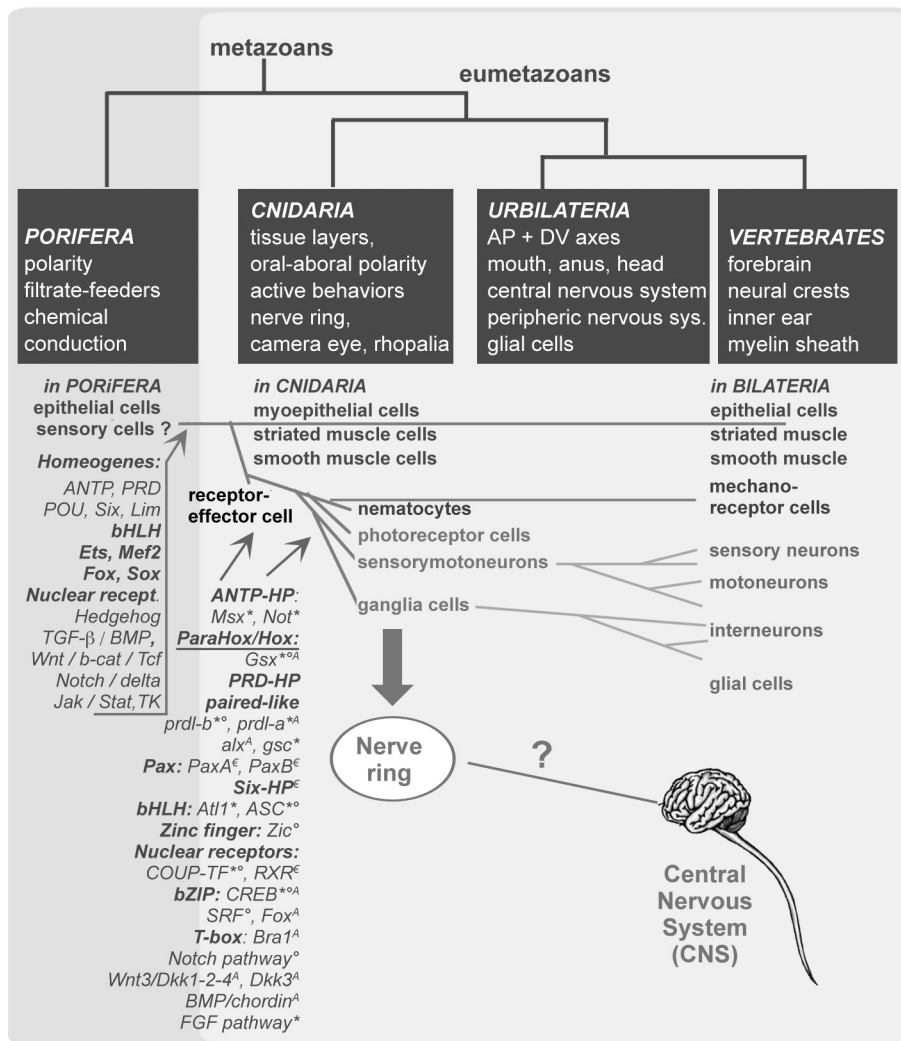 metazoans
eumetazoans
PORIFERA
polarity
filtrate-feeders
chemical
conduction
CNIDARIA
tissue layers,
oral-aboral polarity
active behaviors
nerve ring,
camera eye, rhopalia
URBILATERIA
AP + DV axes
mouth, anus, head
central nervous system
peripheric nervous sys.
glial cells
VERTEBRATES
forebrain
neural crests
inner ear
myelin sheath
in PORiFERA
epithelial cells
sensory cells ?
Homeogenes:
ANTP, PRD
POU, Six, Lim
bHLH
Ets, Mef2
Fox, Sox
Nuclear recept.
Hedgehog
TGF-β / BMP,
Wnt / b-cat / Tcf
Notch / delta
Jak / Stat,TK
in CNIDARIA
myoepithelial cells
striated muscle cells
smooth muscle cells
receptor-
effector cell
nematocytes
photoreceptor cells
sensorymotoneurons
ganglia cells
in BILATERIA
epithelial cells
striated muscle
smooth muscle
mechano-
receptor cells
sensory neurons
motoneurons
interneurons
glial cells
ANTP-HP:
Msx*, Not*
ParaHox/Hox:
Gsx*°ᴬ
PRD-HP
paired-like
prdl-b*°, prdl-a*ᴬ
alxᴬ, gsc*
Pax: PaxA€, PaxB€
Six-HP€
bHLH: Atl1*, ASC*°
Zinc finger: Zic°
Nuclear receptors:
COUP-TF*°, RXR€
bZIP: CREB*°ᴬ
SRF°, Foxᴬ
T-box: Bra1ᴬ
Notch pathway°
Wnt3/Dkk1-2-4ᴬ, Dkk3ᴬ
BMP/chordinᴬ
FGF pathway*
Nerve
ring
?
Central
Nervous
System
(CNS)